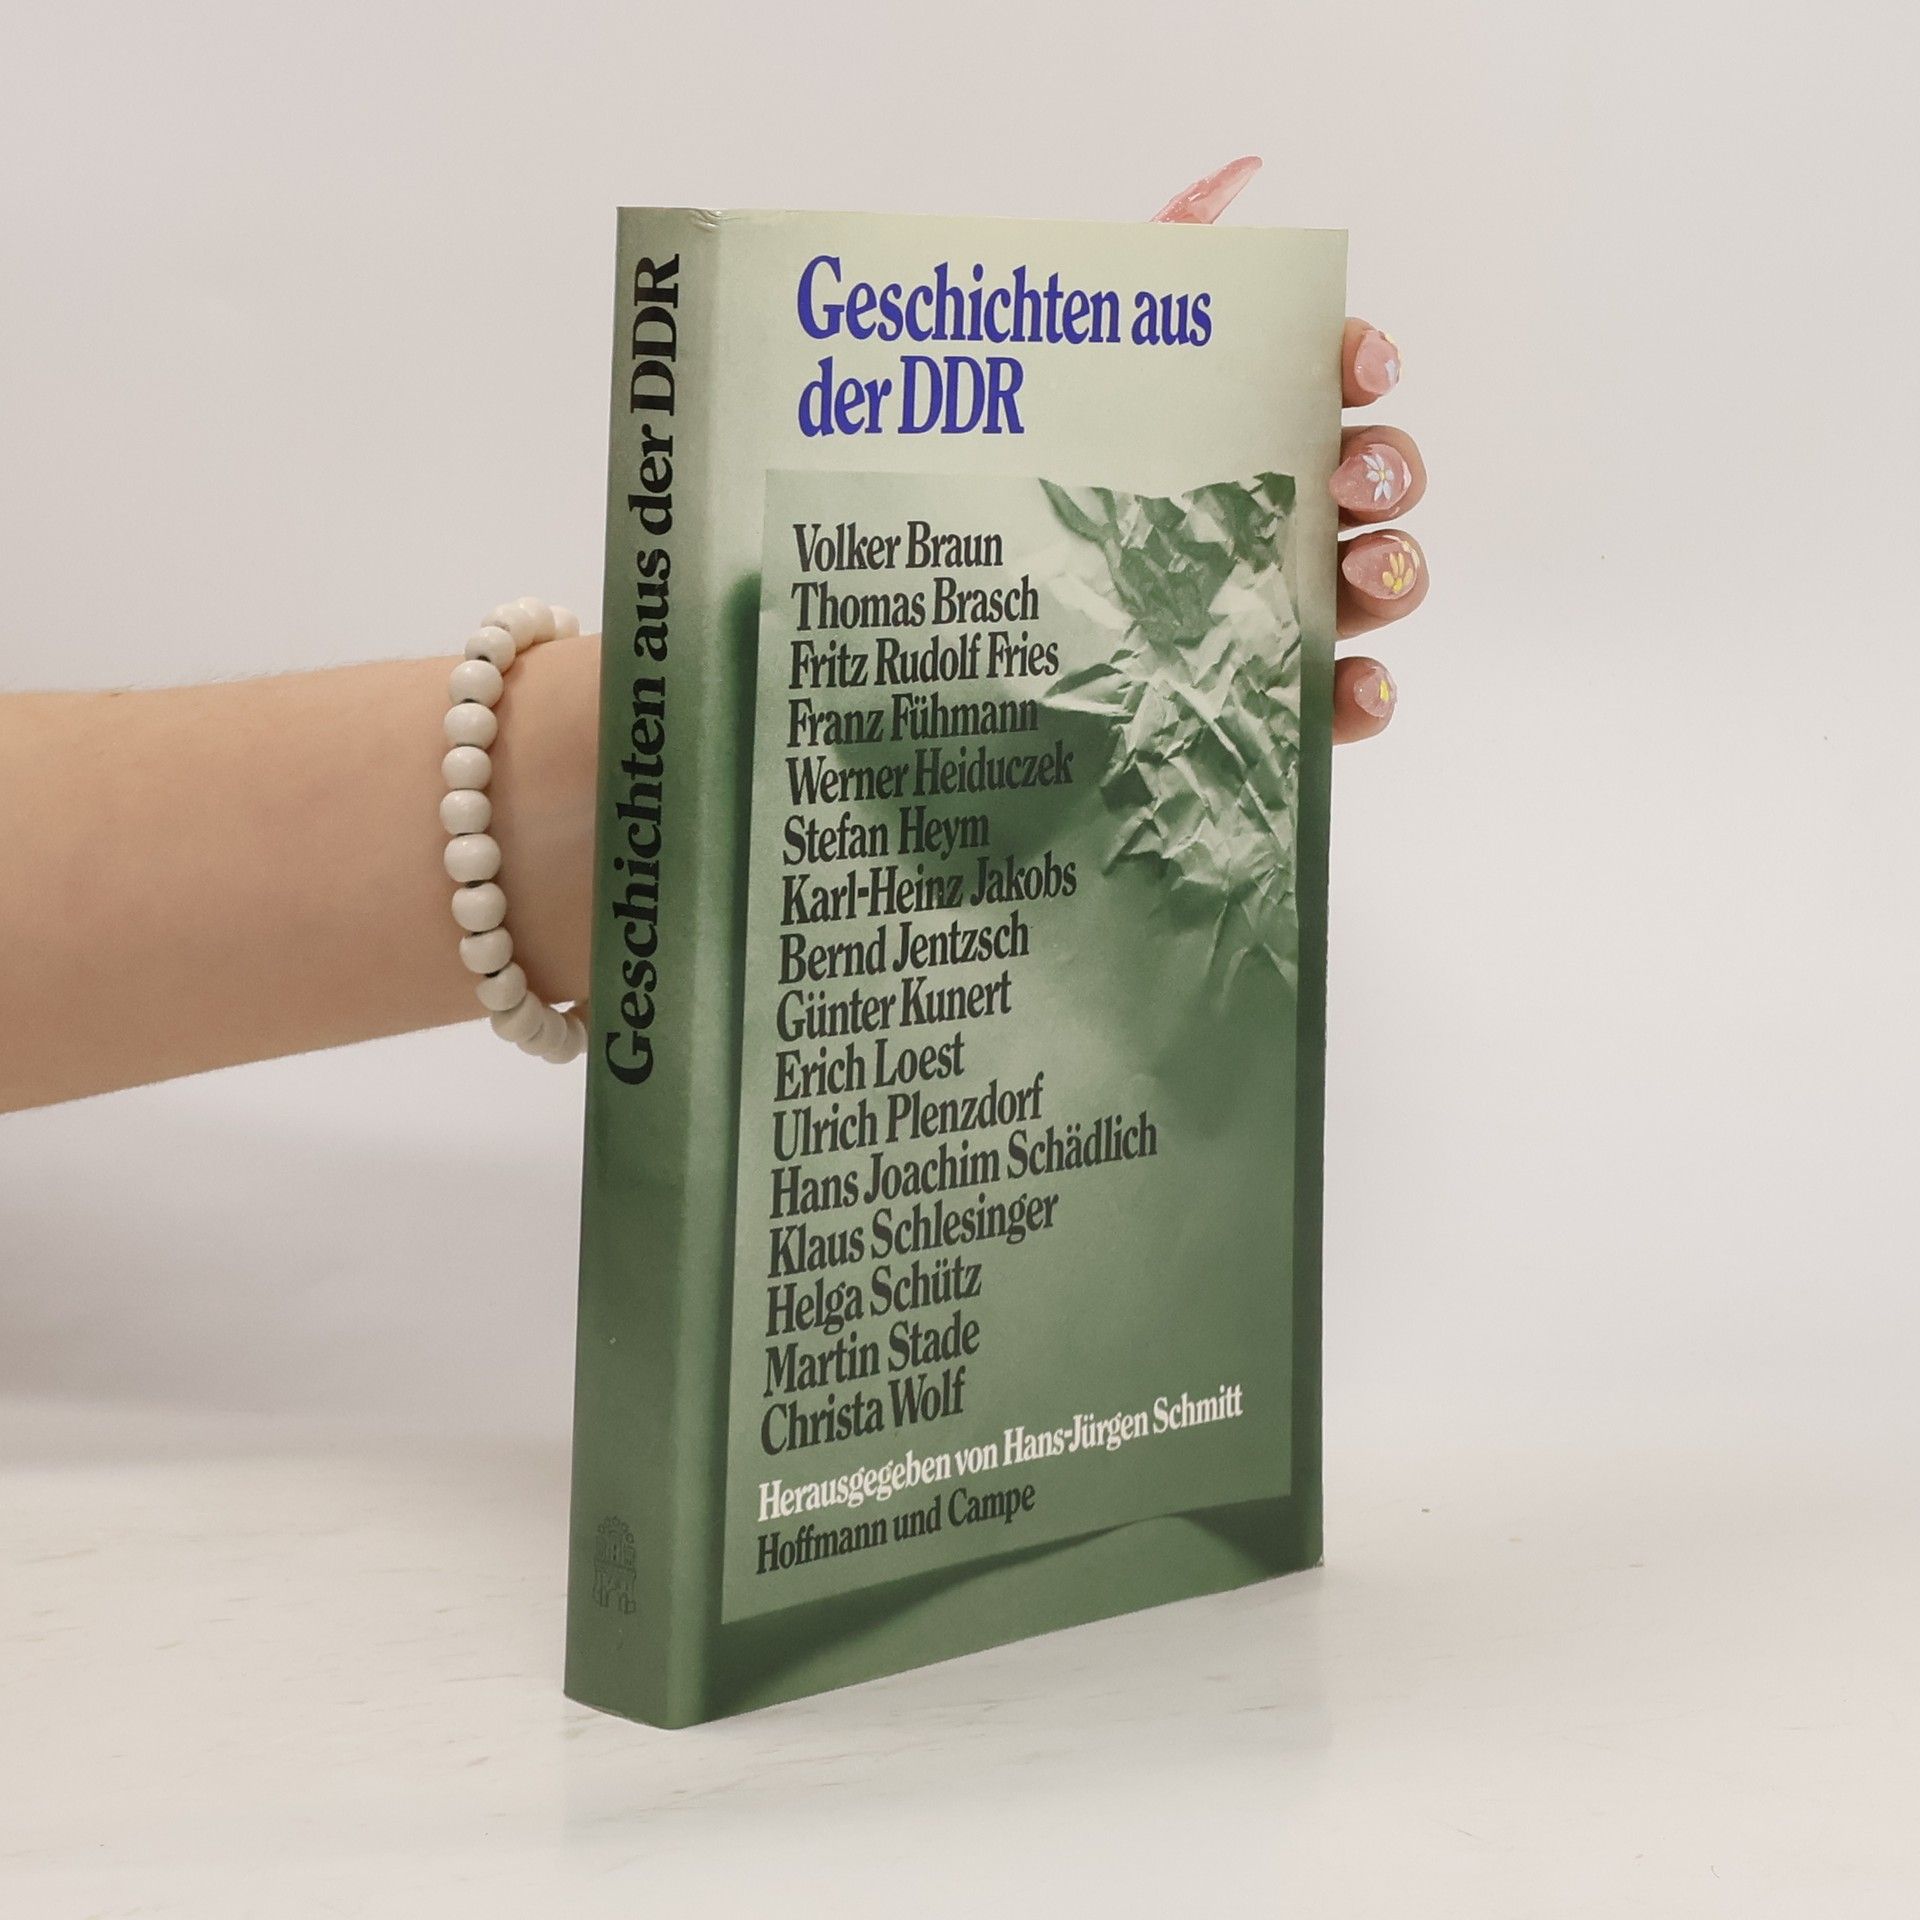 Geschichten aus der DDR
Geschichten aus
der DDR
Volker Braun
Thomas Brasch
Fritz Rudolf Fries
Franz Fühmann
Werner Heiduczek
Stefan Heym
Karl-Heinz Jakobs
Bernd Jentzsch
Günter Kunert
Erich Loest
Ulrich Plenzdorf
Hans Joachim Schädlich
Klaus Schlesinger
Helga Schütz
Martin Stade
Christa Wolf
Herausgegeben von Hans-Jürgen Schmitt
Hoffmann und Campe